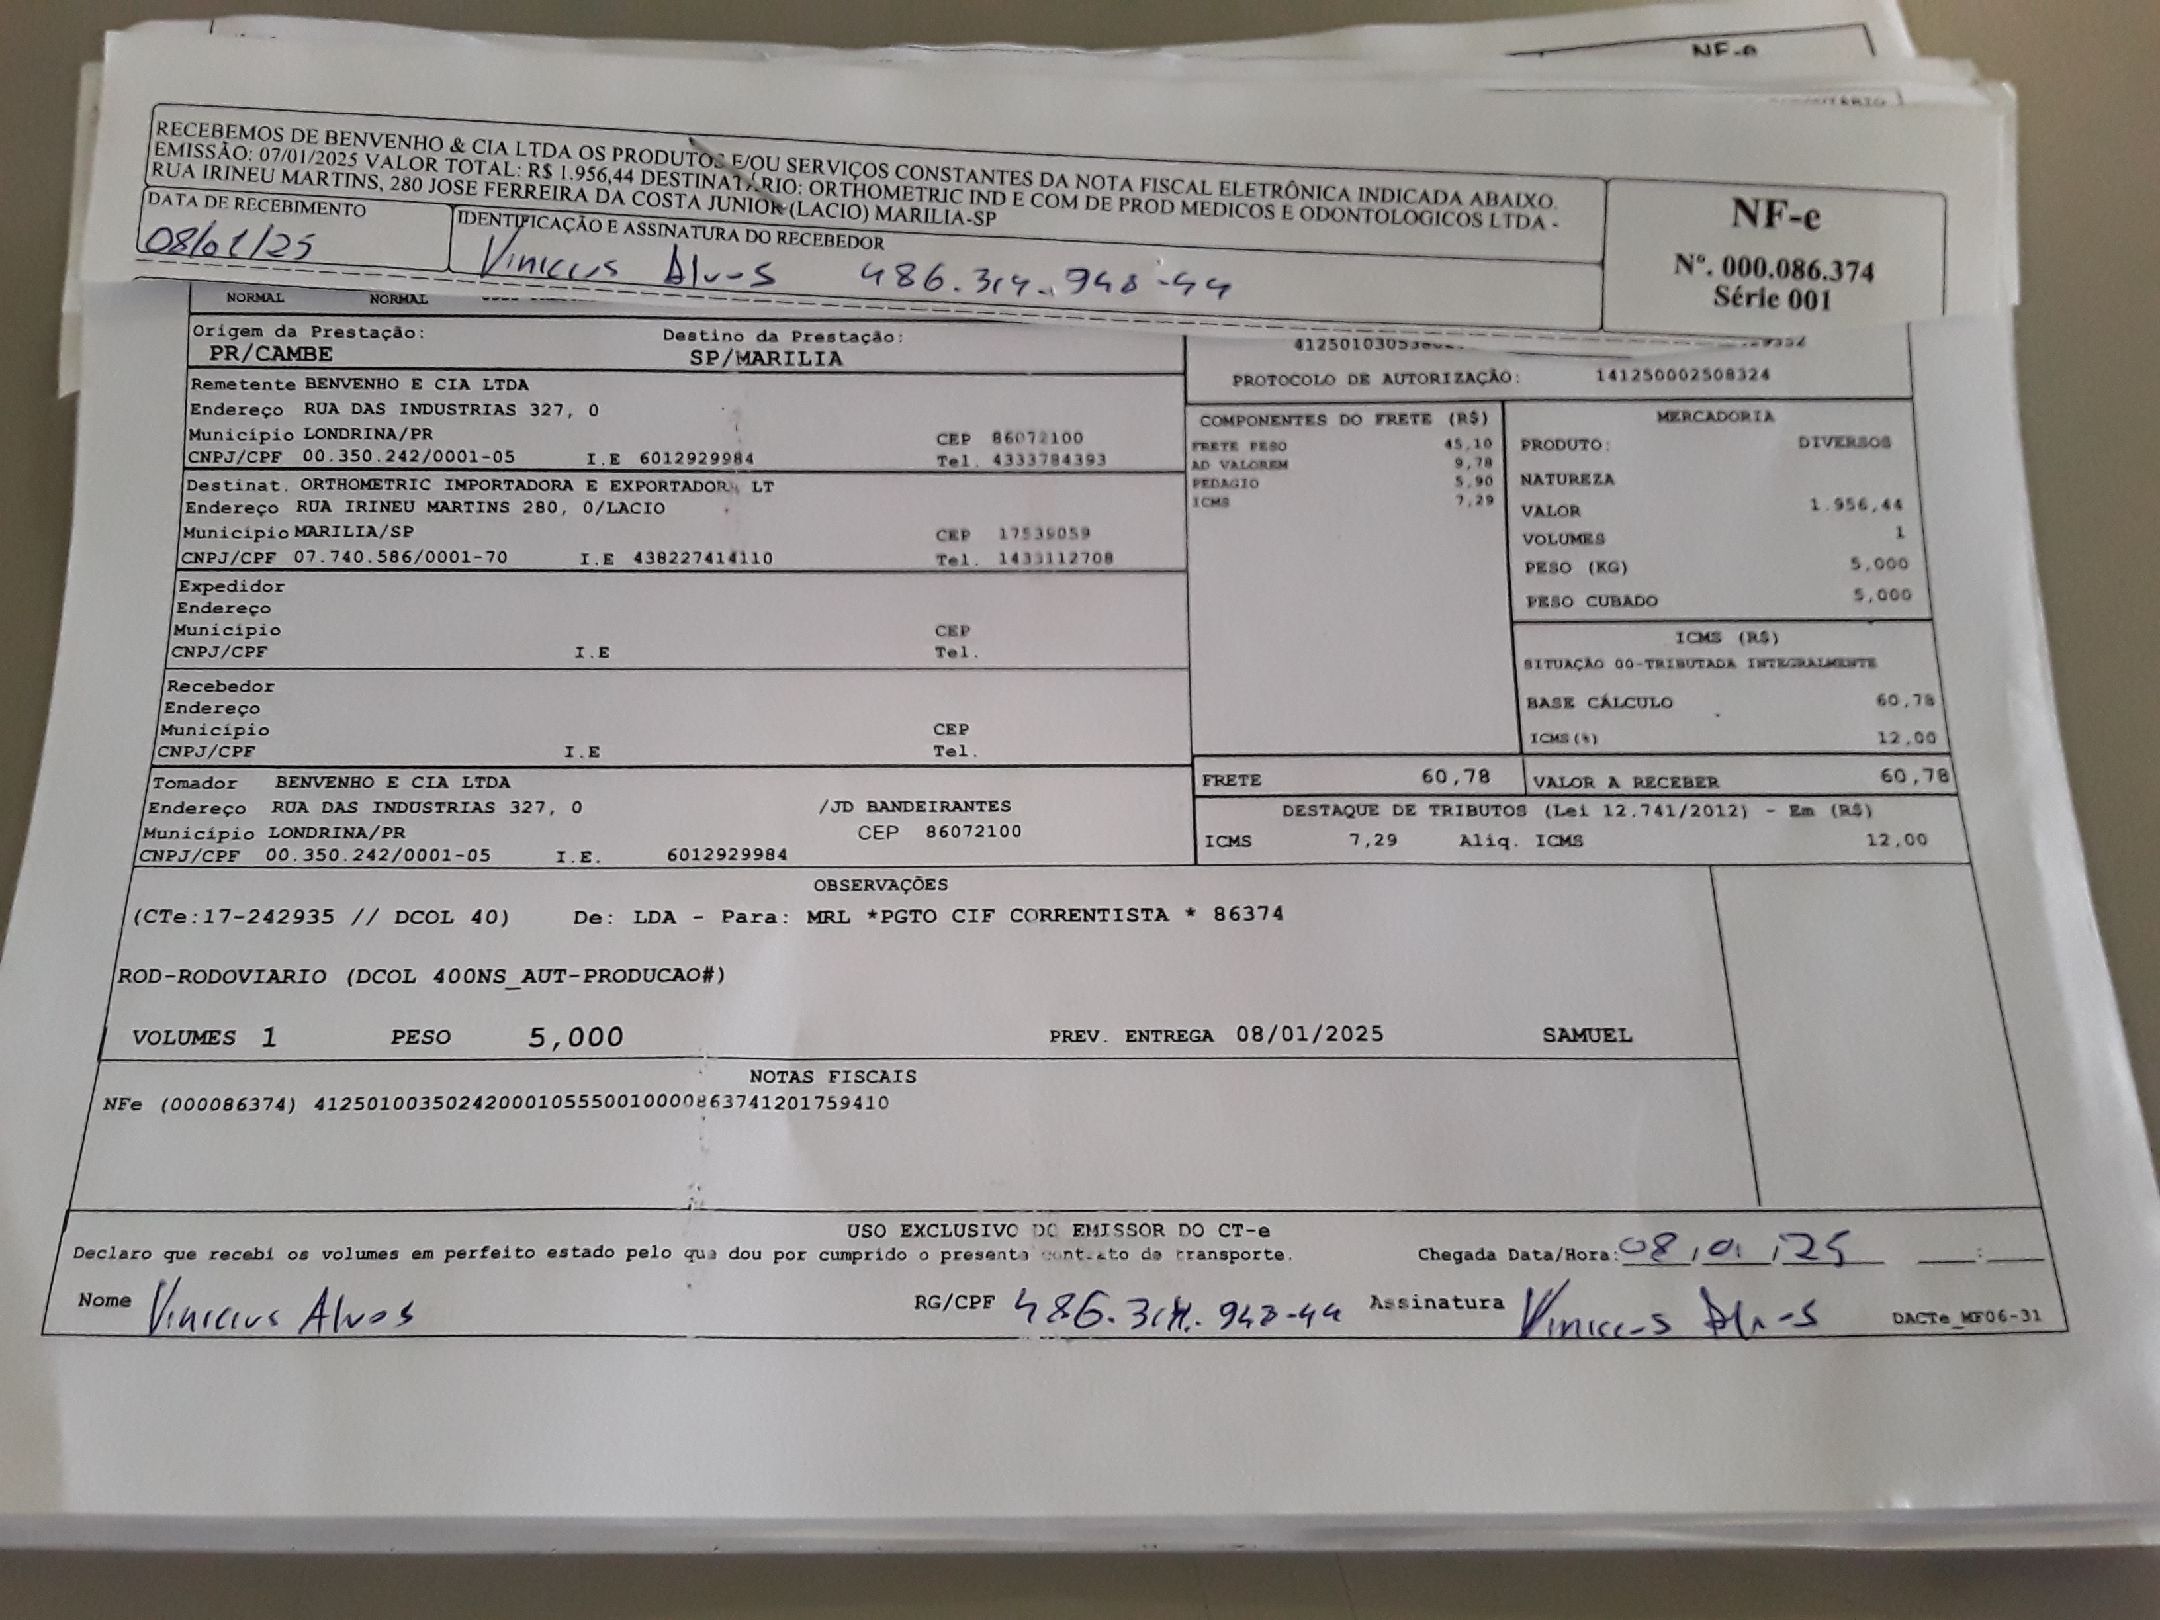 NF-e
RECEBEMOS DE BENVENHO & CIA LTDA OS PRODUTOS E/OU SERVIÇOS CONSTANTES DA NOTA FISCAL ELETRÔNICA INDICADA ABAIXO.
EMISSÃO: 07/01/2025 VALOR TOTAL: R$ 1.956,44 DESTINATÁRIO: ORTHOMETRIC IND E COM DE PROD MEDICOS E ODONTOLOGICOS LTDA -
RUA IRINEU MARTINS, 280 JOSE FERREIRA DA COSTA JUNIOR (LACIO) MARILIA-SP
NF-e
Nº. 000.086.374
Série 001
DATA DE RECEBIMENTO
08/01/25
IDENTIFICAÇÃO E ASSINATURA DO RECEBEDOR
Vinicius Alves 486.314.948-44
NORMAL NORMAL
Origem da Prestação: Destino da Prestação:
PR/CAMBE SP/MARILIA
PROTOCOLO DE AUTORIZAÇÃO: 141250002508324
Remetente BENVENHO E CIA LTDA
Endereço RUA DAS INDUSTRIAS 327, 0
Município LONDRINA/PR CEP 86072100
CNPJ/CPF 00.350.242/0001-05 I.E 6012929984 Tel. 4333784393
Destinat. ORTHOMETRIC IMPORTADORA E EXPORTADORA LT
Endereço RUA IRINEU MARTINS 280, 0/LACIO
Município MARILIA/SP CEP 17539059
CNPJ/CPF 07.740.586/0001-70 I.E 438227414110 Tel. 1433112708
Expedidor
Endereço
Município CEP
CNPJ/CPF I.E Tel.
Recebedor
Endereço
Município CEP
CNPJ/CPF I.E Tel.
Tomador BENVENHO E CIA LTDA
Endereço RUA DAS INDUSTRIAS 327, 0 /JD BANDEIRANTES
Município LONDRINA/PR CEP 86072100
CNPJ/CPF 00.350.242/0001-05 I.E. 6012929984
COMPONENTES DO FRETE (R$)
FRETE PESO 45,10
AD VALOREM 9,78
PEDAGIO 5,90
ICMS 7,29
MERCADORIA
PRODUTO: DIVERSOS
NATUREZA
VALOR 1.956,44
VOLUMES 1
PESO (KG) 5,000
PESO CUBADO 5,000
ICMS (R$)
SITUAÇÃO 00-TRIBUTADA INTEGRALMENTE
BASE CÁLCULO 60,78
ICMS(%) 12,00
FRETE 60,78 VALOR A RECEBER 60,78
DESTAQUE DE TRIBUTOS (Lei 12.741/2012) - Em (R$)
ICMS 7,29 Aliq. ICMS 12,00
OBSERVAÇÕES
(CTe:17-242935 // DCOL 40) De: LDA - Para: MRL *PGTO CIF CORRENTISTA * 86374
ROD-RODOVIARIO (DCOL 400NS_AUT-PRODUCAO#)
VOLUMES 1 PESO 5,000 PREV. ENTREGA 08/01/2025 SAMUEL
NOTAS FISCAIS
NFe (000086374) 41250100350242000105550010000863741201759410
USO EXCLUSIVO DO EMISSOR DO CT-e
Declaro que recebi os volumes em perfeito estado pelo que dou por cumprido o presente contrato de transporte. Chegada Data/Hora: 08/01/25 :
Nome Vinicius Alves RG/CPF 486.314.948-44 Assinatura Vinicius Alves DACTe_MF06-31